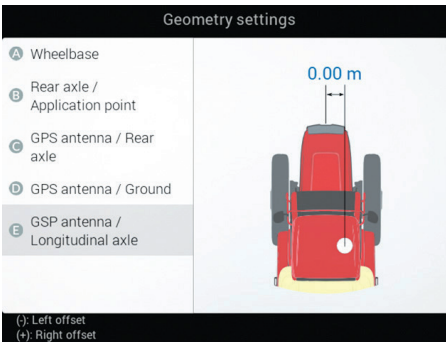 Geometry settings
A Wheelbase
B Rear axle /
Application point
C GPS antenna / Rear
axle
D GPS antenna / Ground
E GSP antenna /
Longitudinal axle
0.00 m
(-): Left offset
(+): Right offset